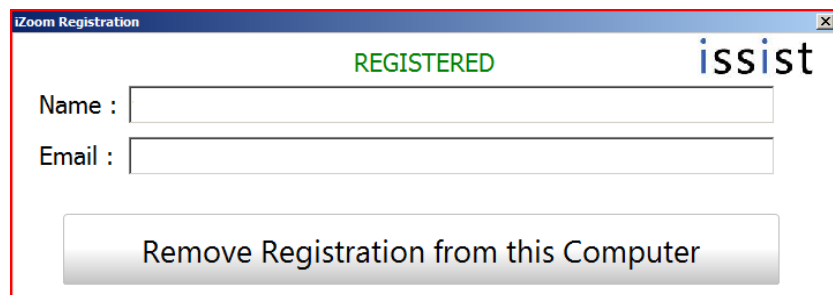 iZoom Registration
REGISTERED
issist
Name :
Email :
Remove Registration from this Computer